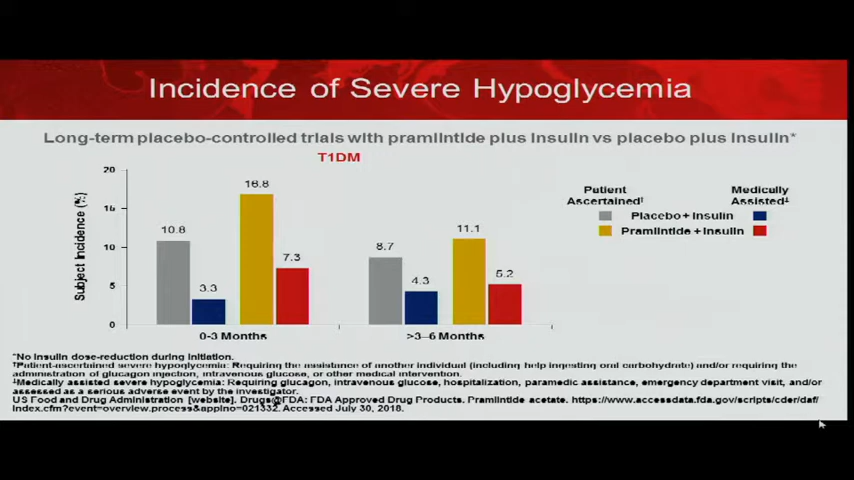 Incidence of Severe Hypoglycemia
Long-term placebo-controlled trials with pramlintide plus insulin vs placebo plus insulin*
T1DM
Subject Incidence (%)
20
15
10
5
0
10.8
3.3
16.8
7.3
8.7
4.3
11.1
5.2
0-3 Months
>3–6 Months
Patient Medically
Ascertained† Assisted‡
Placebo + Insulin
Pramlintide + Insulin
*No insulin dose-reduction during initiation.
†Patient-ascertained severe hypoglycemia: Requiring the assistance of another individual (including help ingesting oral carbohydrate) and/or requiring the
administration of glucagon injection, intravenous glucose, or other medical intervention.
‡Medically assisted severe hypoglycemia: Requiring glucagon, intravenous glucose, hospitalization, paramedic assistance, emergency department visit, and/or
assessed as a serious adverse event by the investigator.
US Food and Drug Administration [website]. Drugs@FDA: FDA Approved Drug Products. Pramlintide acetate. https://www.accessdata.fda.gov/scripts/cder/daf/
index.cfm?event=overview.process&applno=021332. Accessed July 30, 2018.